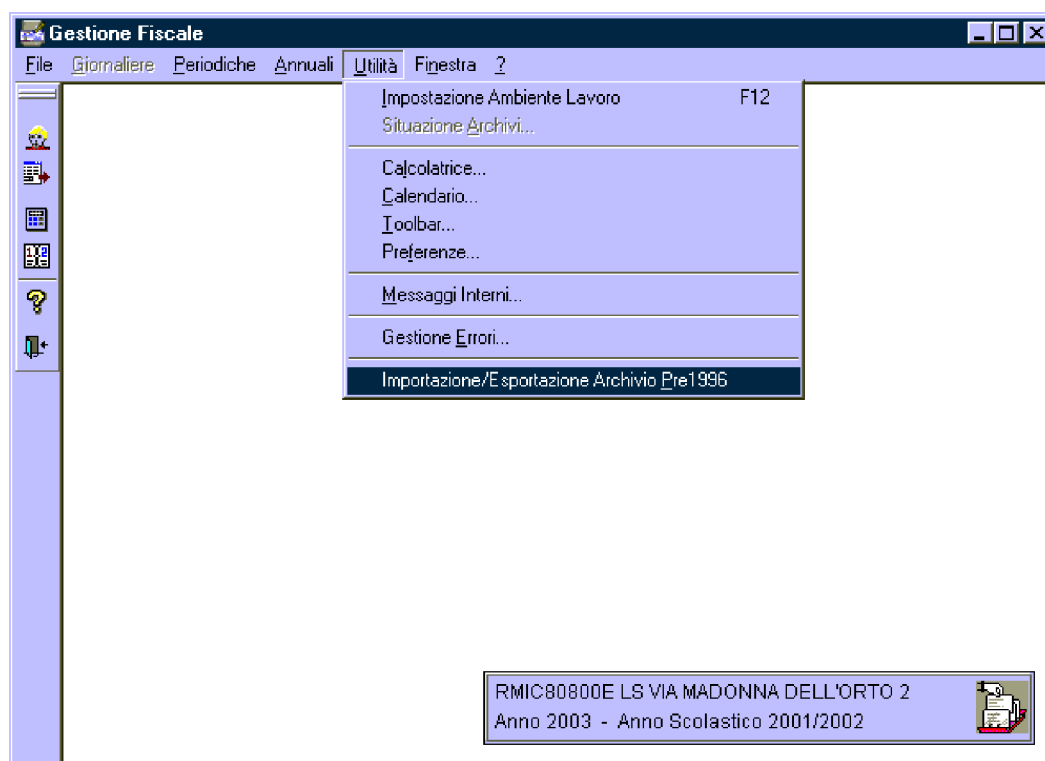 Gestione Fiscale
File Giornaliere Periodiche Annuali Utilità Finestra ?
Impostazione Ambiente Lavoro F12
Situazione Archivi...
Calcolatrice...
Calendario...
Toolbar...
Preferenze...
Messaggi Interni...
Gestione Errori...
Importazione/Esportazione Archivio Pre1996
RMIC80800E LS VIA MADONNA DELL'ORTO 2
Anno 2003 - Anno Scolastico 2001/2002